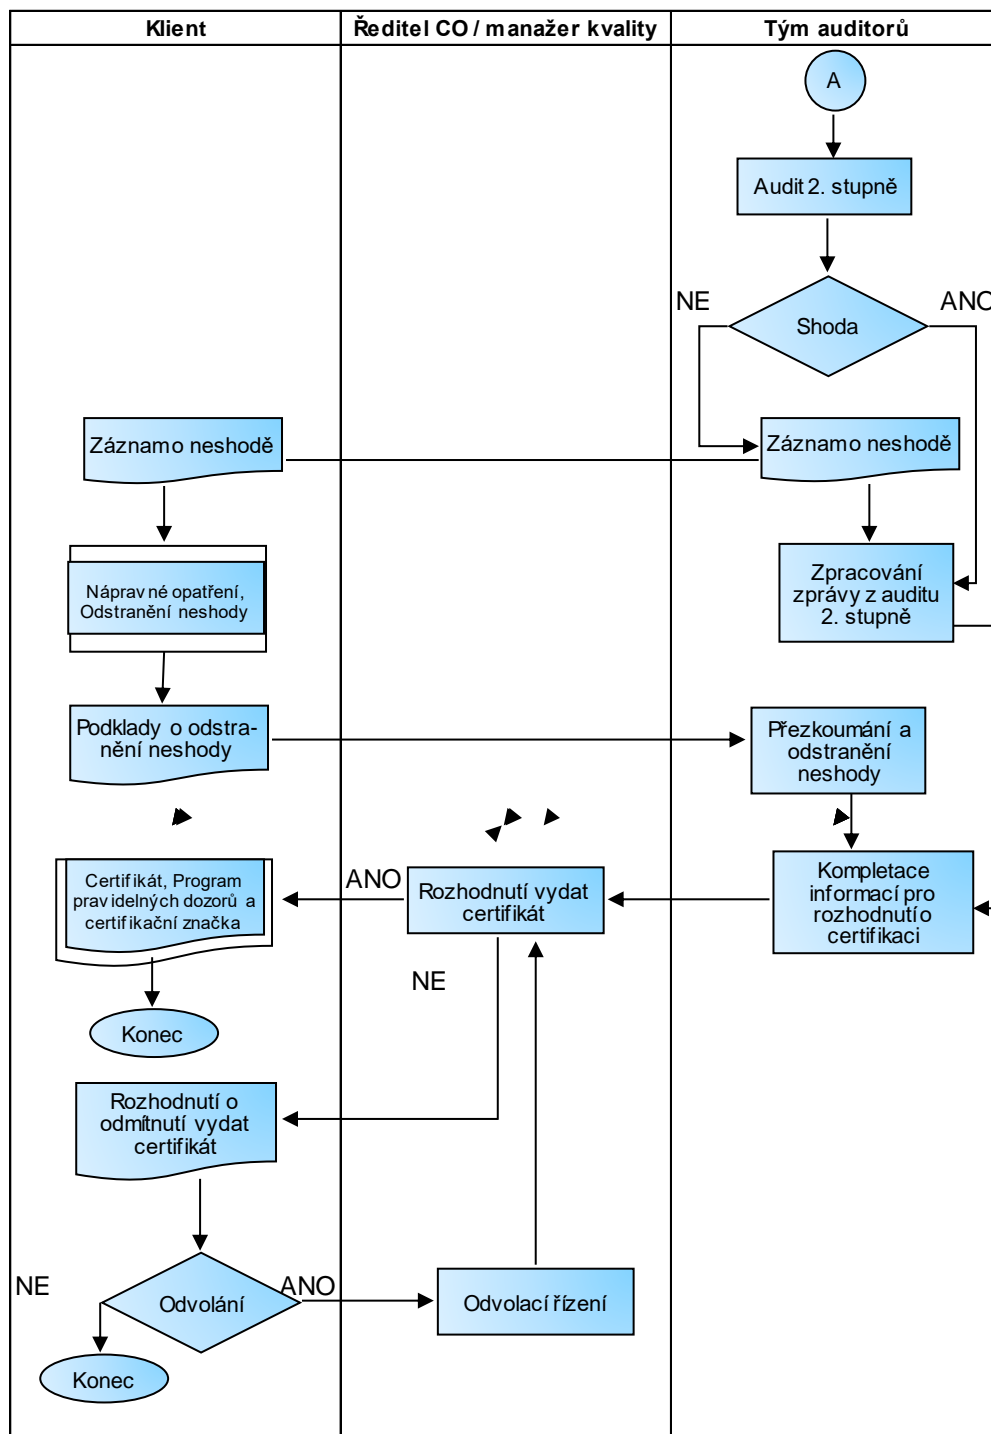 Klient
Ředitel CO / manažer kvality
Tým auditorů
A
Audit 2. stupně
NE
ANO
Shoda
Záznam o neshodě
Záznam o neshodě
Nápravné opatření,
Odstranění neshody
Zpracování
zprávy z auditu
2. stupně
Podklady o odstra-
nění neshody
Přezkoumání a
odstranění
neshody
Certifikát, Program
pravidelných dozorů a
certifikační značka
ANO
Rozhodnutí vydat
certifikát
Kompletace
informací pro
rozhodnutí o
certifikaci
NE
Konec
Rozhodnutí o
odmítnutí vydat
certifikát
NE
ANO
Odvolání
Odvolací řízení
Konec